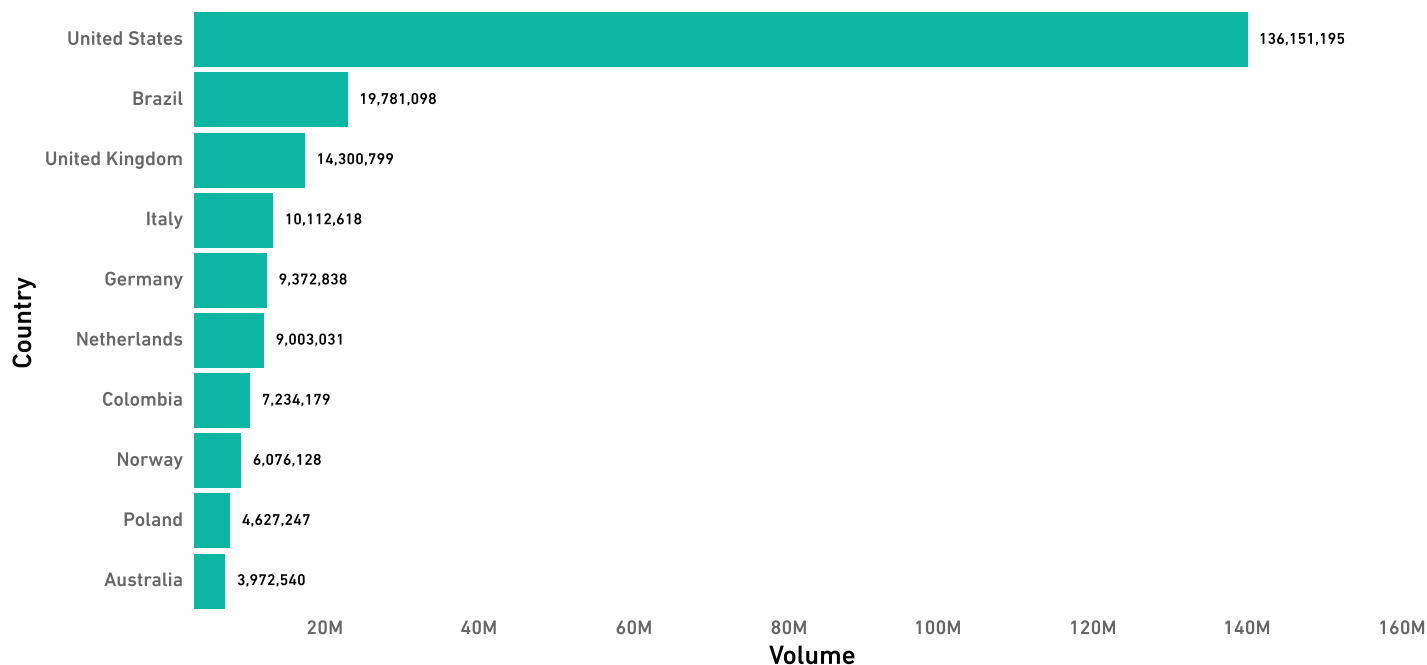 United States 136,151,195
Brazil 19,781,098
United Kingdom 14,300,799
Italy 10,112,618
Germany 9,372,838
Netherlands 9,003,031
Colombia 7,234,179
Norway 6,076,128
Poland 4,627,247
Australia 3,972,540
Country
20M 40M 60M 80M 100M 120M 140M 160M
Volume